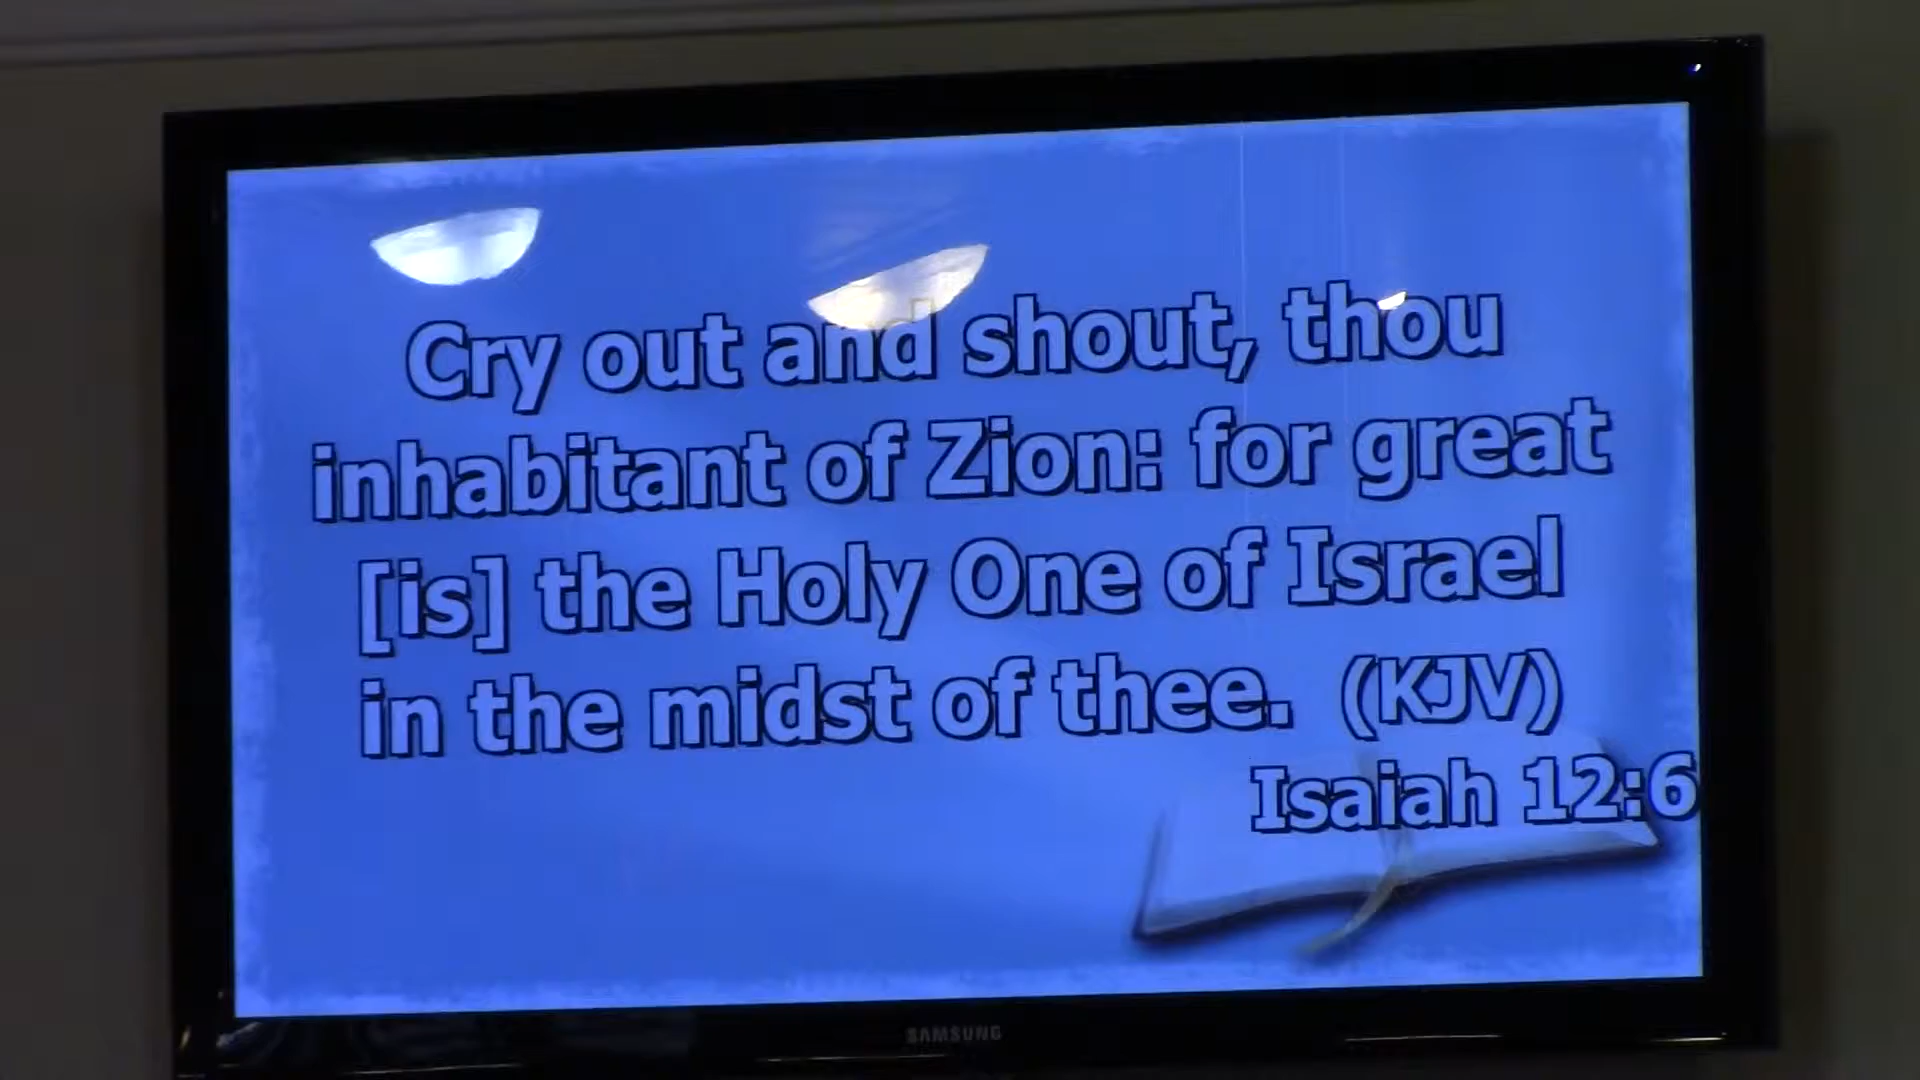 Cry out and shout, thou
inhabitant of Zion: for great
[is] the Holy One of Israel
in the midst of thee. (KJV)
Isaiah 12:6
SAMSUNG